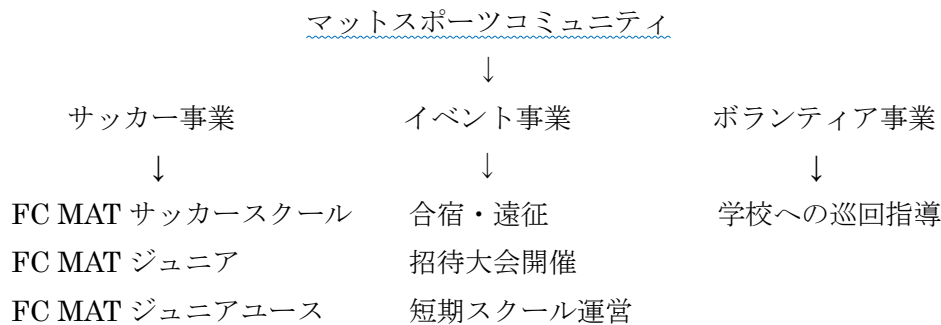 マットスポーツコミュニティ
↓
サッカー事業 イベント事業 ボランティア事業
↓ ↓ ↓
FC MAT サッカースクール 合宿・遠征 学校への巡回指導
FC MAT ジュニア 招待大会開催
FC MAT ジュニアユース 短期スクール運営